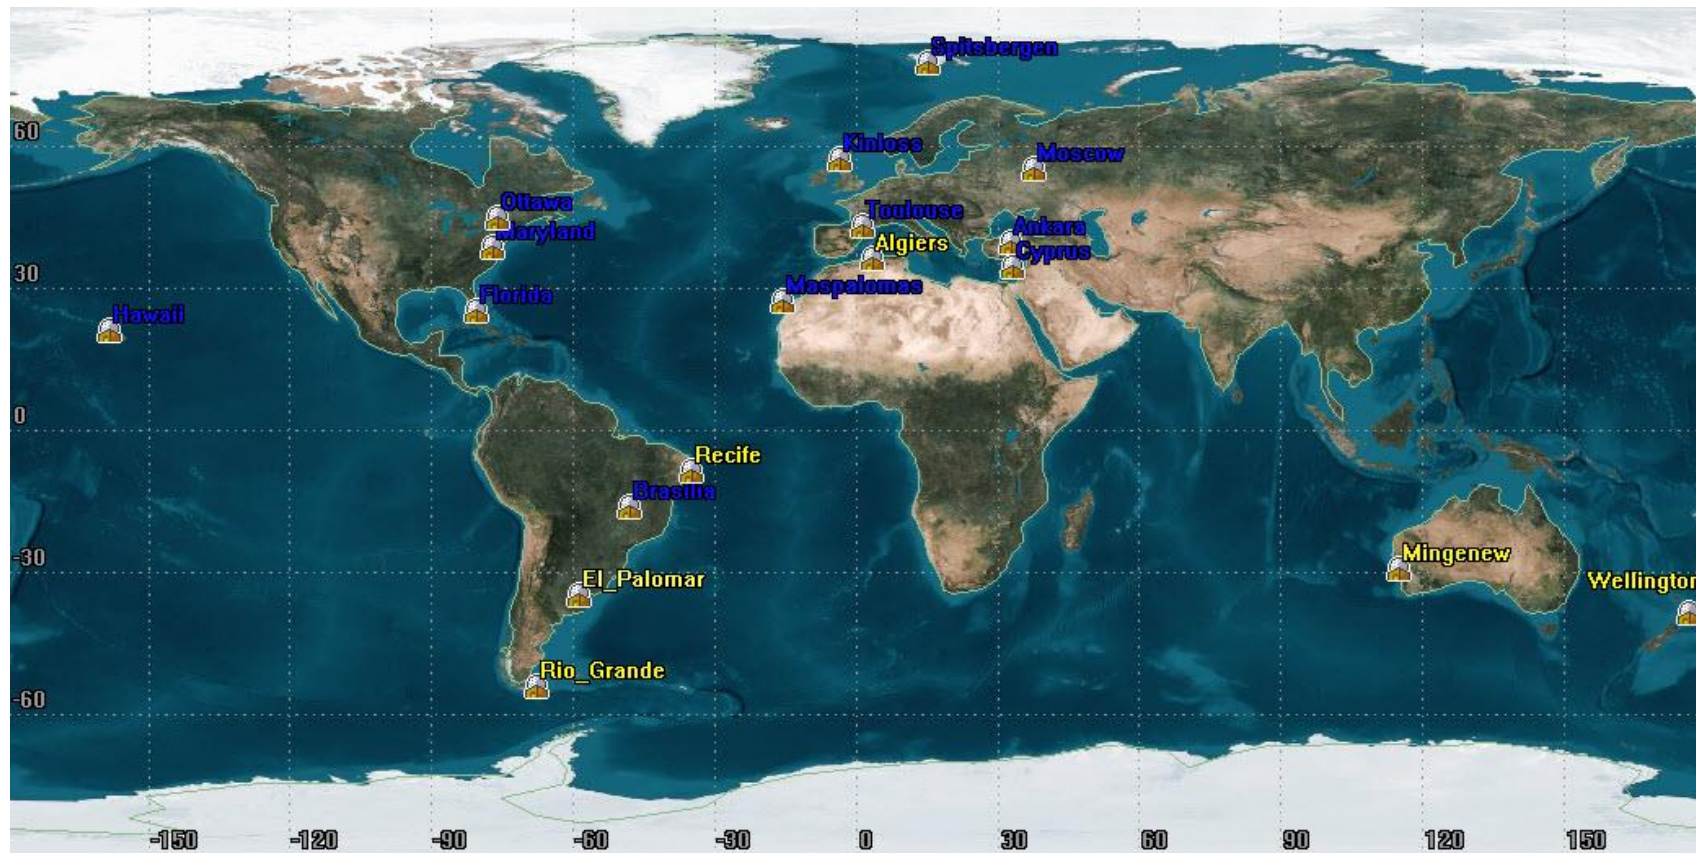 Spitsbergen
60
Kinloss
Moscow
Ottawa
Toulouse
Maryland
Ankara
Algiers
Cyprus
30
Maspalomas
Florida
Hawaii
0
Recife
Brasilia
-30
Mingenew
El_Palomar
Wellington
Rio_Grande
-60
-150 -120 -90 -60 -30 0 30 60 90 120 150